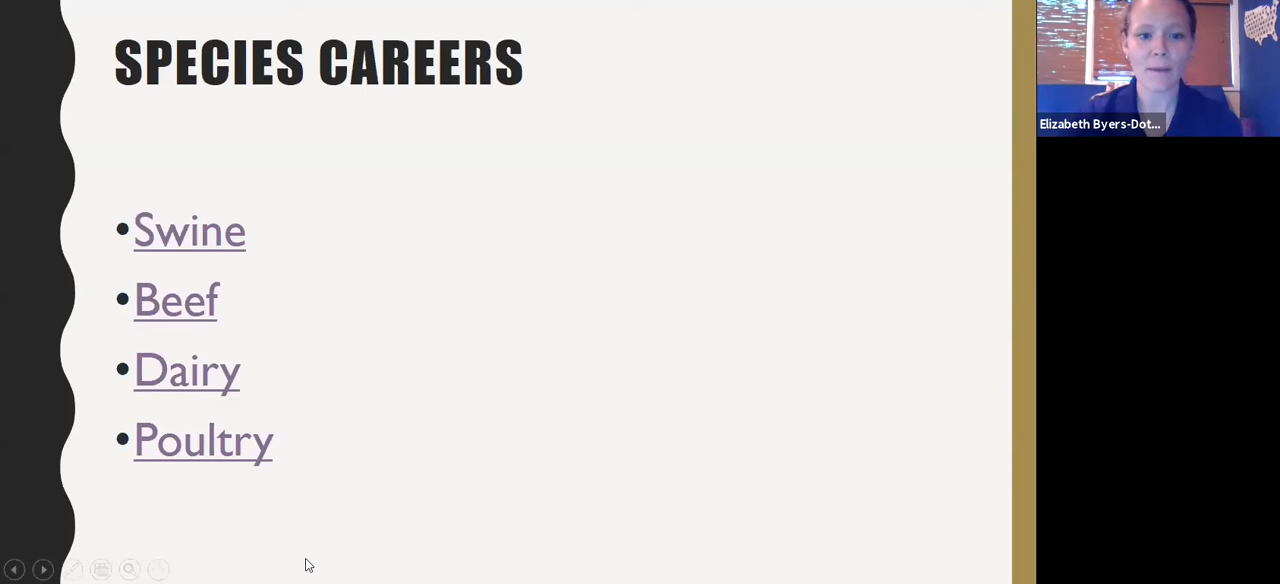 SPECIES CAREERS
Elizabeth Byers-Dot...
•Swine
•Beef
•Dairy
•Poultry